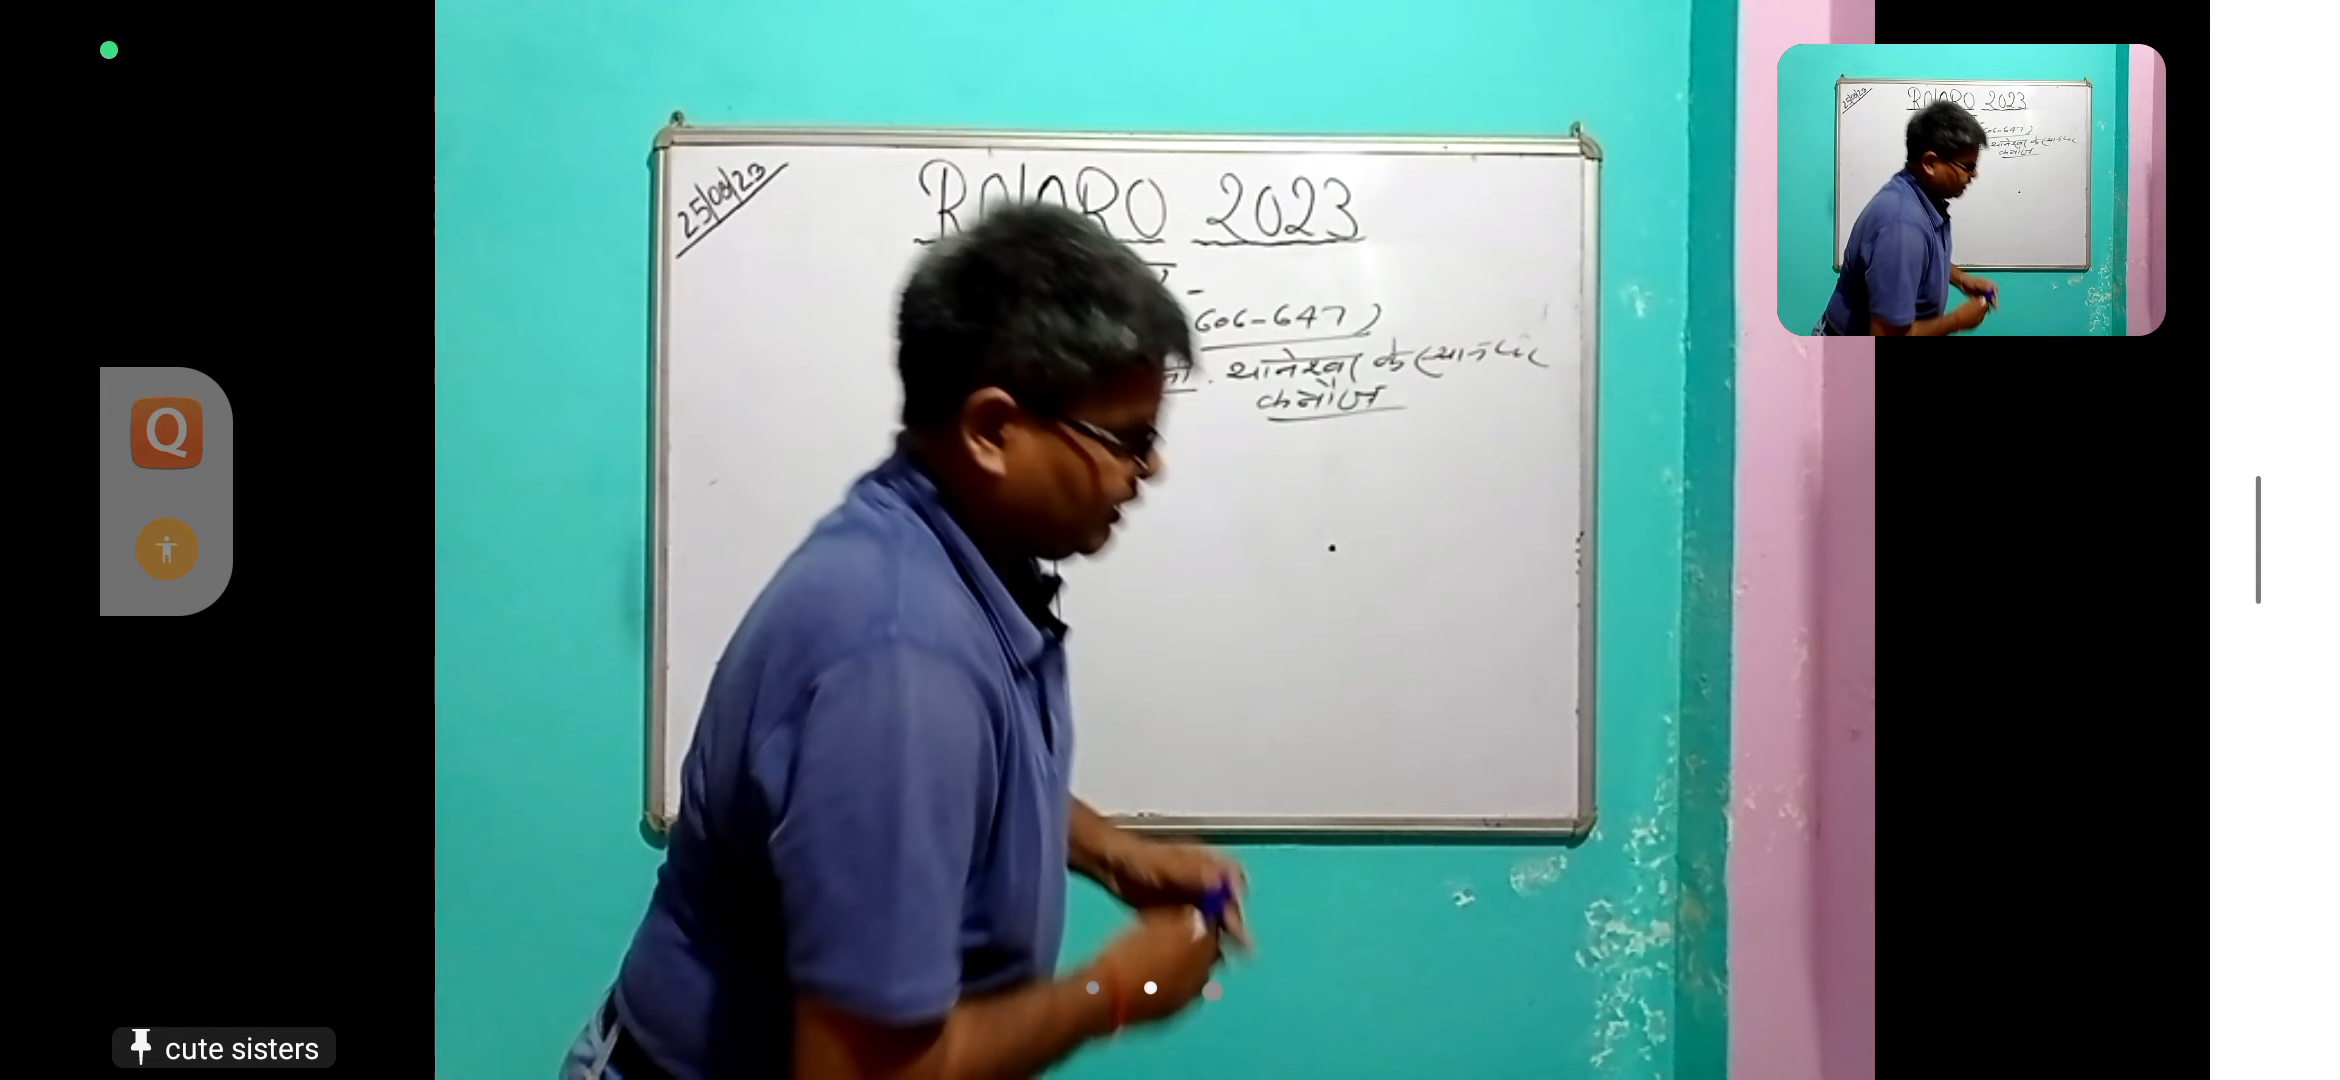 25/08/23
RO/ARO 2023
606-647)
थानेश्वर के स्थान पर
कन्नौज
Q
cute sisters